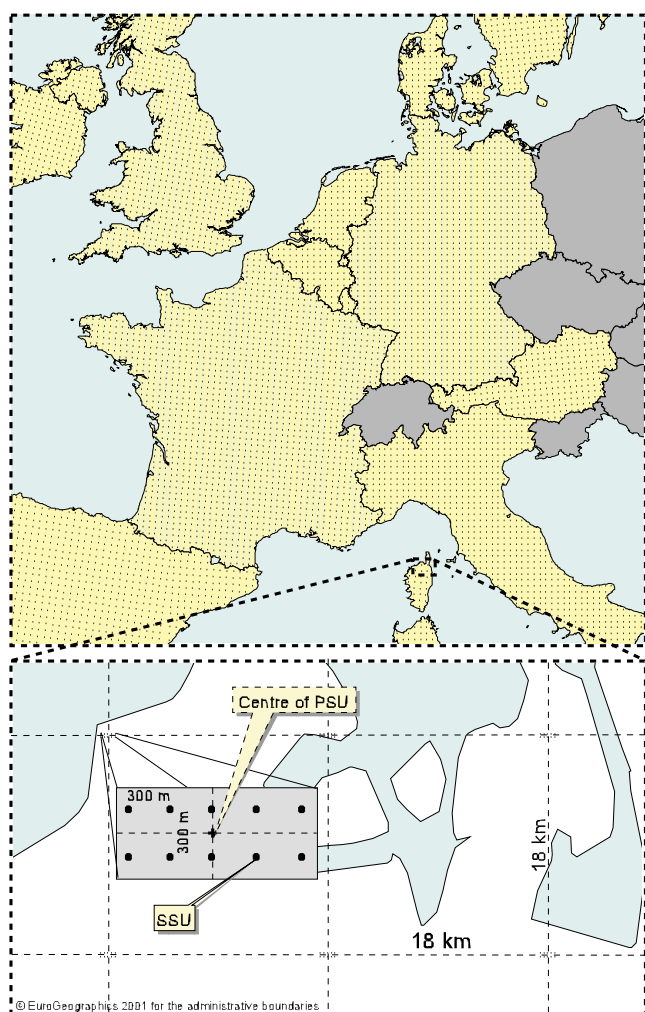 Centre of PSU
300 m
300 m
SSU
18 km
18 km
© EuroGeographics 2001 for the administrative boundaries